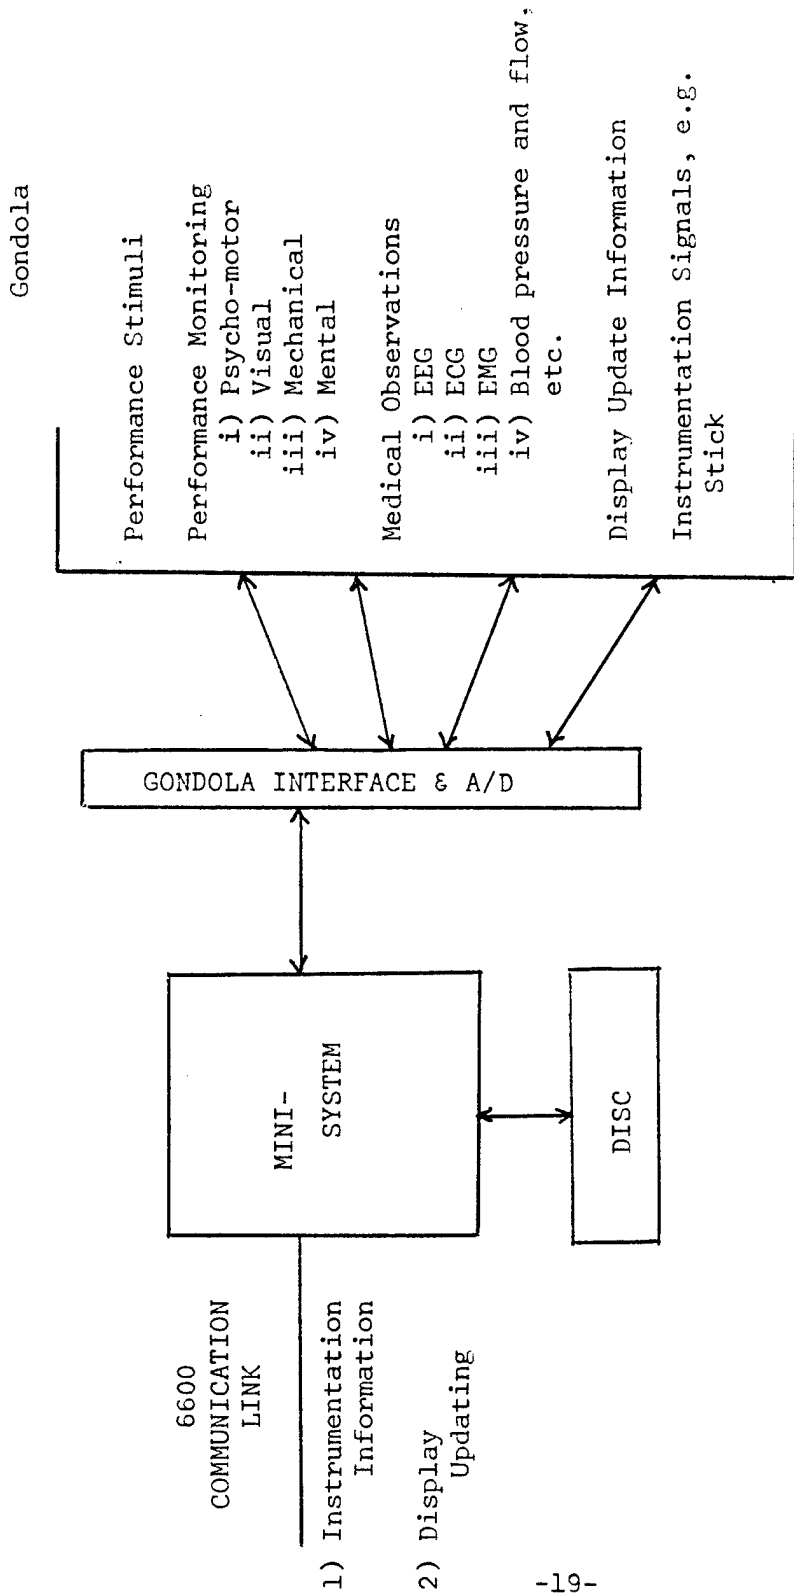 6600
COMMUNICATION
LINK
1) Instrumentation
Information
2) Display
Updating
MINI-
SYSTEM
DISC
GONDOLA INTERFACE & A/D
Gondola
Performance Stimuli
Performance Monitoring
i) Psycho-motor
ii) Visual
iii) Mechanical
iv) Mental
Medical Observations
i) EEG
ii) ECG
iii) EMG
iv) Blood pressure and flow,
etc.
Display Update Information
Instrumentation Signals, e.g.
Stick
-19-